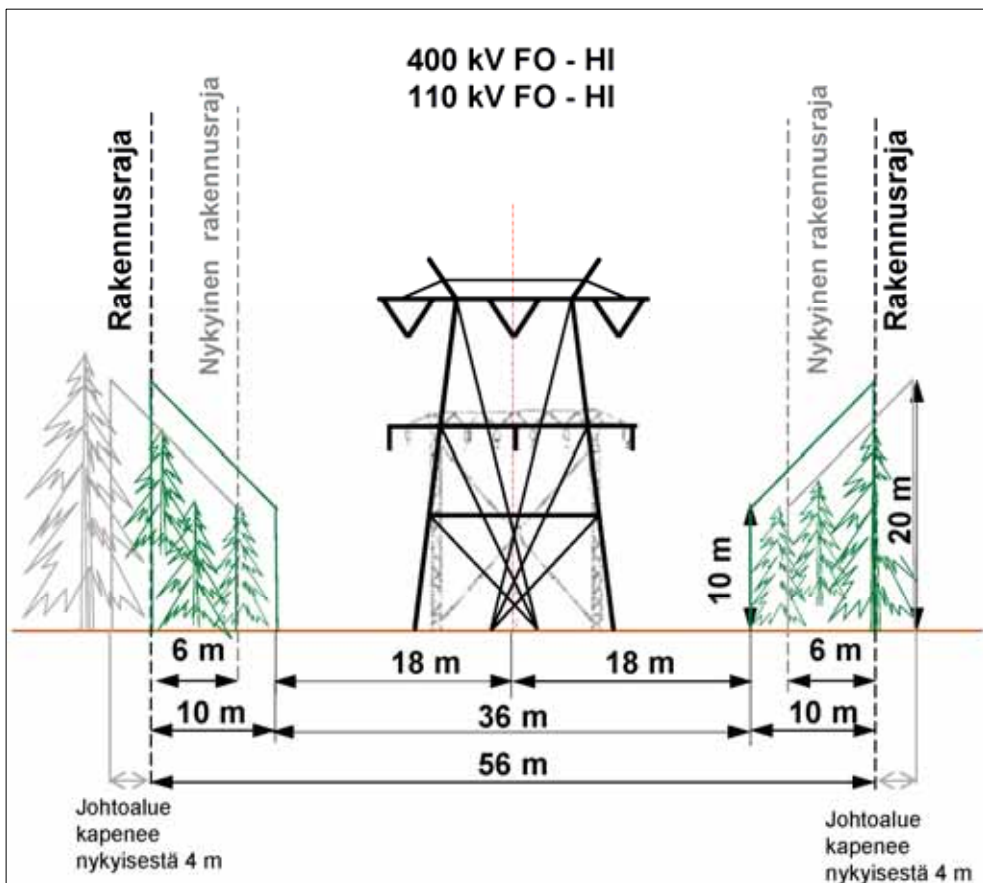 400 kV FO - HI
110 kV FO - HI
Rakennusraja
Nykyinen rakennusraja
Nykyinen rakennusraja
Rakennusraja
10 m
20 m
6 m
18 m
18 m
6 m
10 m
36 m
10 m
56 m
Johtoalue
kapenee
nykyisestä 4 m
Johtoalue
kapenee
nykyisestä 4 m